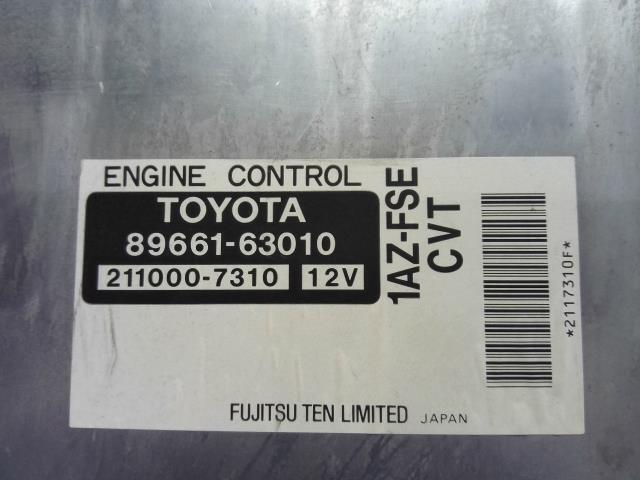 ENGINE CONTROL
TOYOTA
89661-63010
211000-7310 12V
1AZ-FSE
CVT
*2117310F*
FUJITSU TEN LIMITED JAPAN